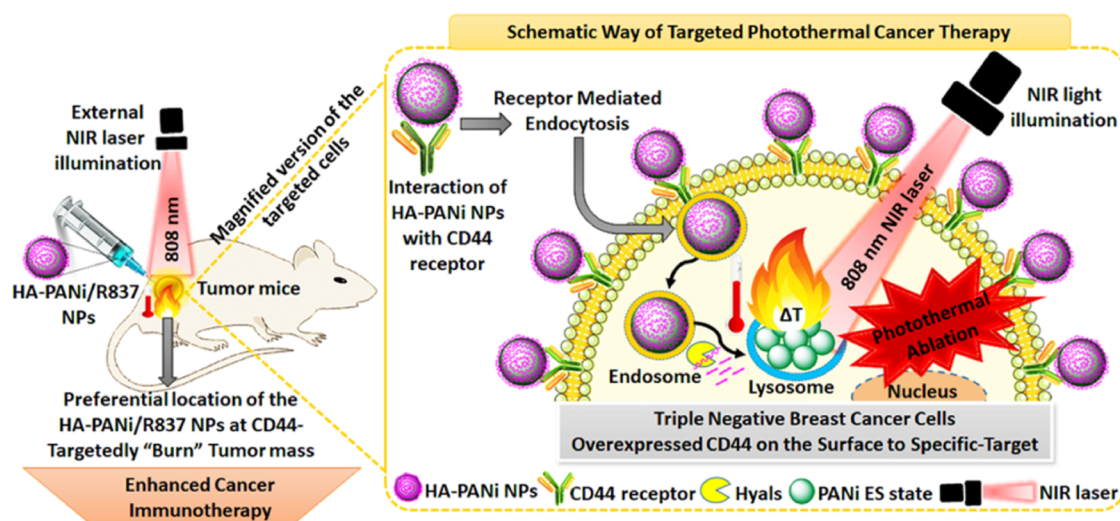 Schematic Way of Targeted Photothermal Cancer Therapy
External
NIR laser
illumination
808 nm
HA-PANi/R837
NPs
Tumor mice
Magnified version of the
targeted cells
Preferential location of the
HA-PANi/R837 NPs at CD44-
Targetedly “Burn” Tumor mass
Enhanced Cancer
Immunotherapy
Interaction of
HA-PANi NPs
with CD44
receptor
Receptor Mediated
Endocytosis
NIR light
illumination
808 nm NIR laser
ΔT
Photothermal
Ablation
Endosome
Lysosome
Nucleus
Triple Negative Breast Cancer Cells
Overexpressed CD44 on the Surface to Specific-Target
HA-PANi NPs
CD44 receptor
Hyals
PANi ES state
NIR laser